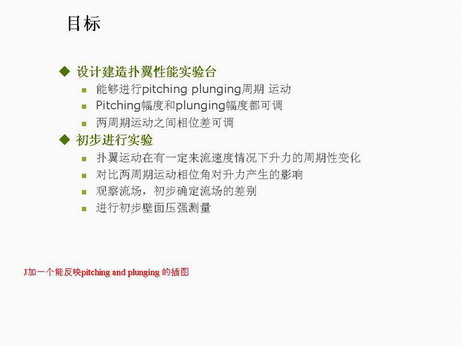 目标
设计建造扑翼性能实验台
能够进行pitching plunging周期 运动
Pitching幅度和plunging幅度都可调
两周期运动之间相位差可调
初步进行实验
扑翼运动在有一定来流速度情况下升力的周期性变化
对比两周期运动相位角对升力产生的影响
观察流场，初步确定流场的差别
进行初步壁面压强测量
J加一个能反映pitching and plunging 的插图